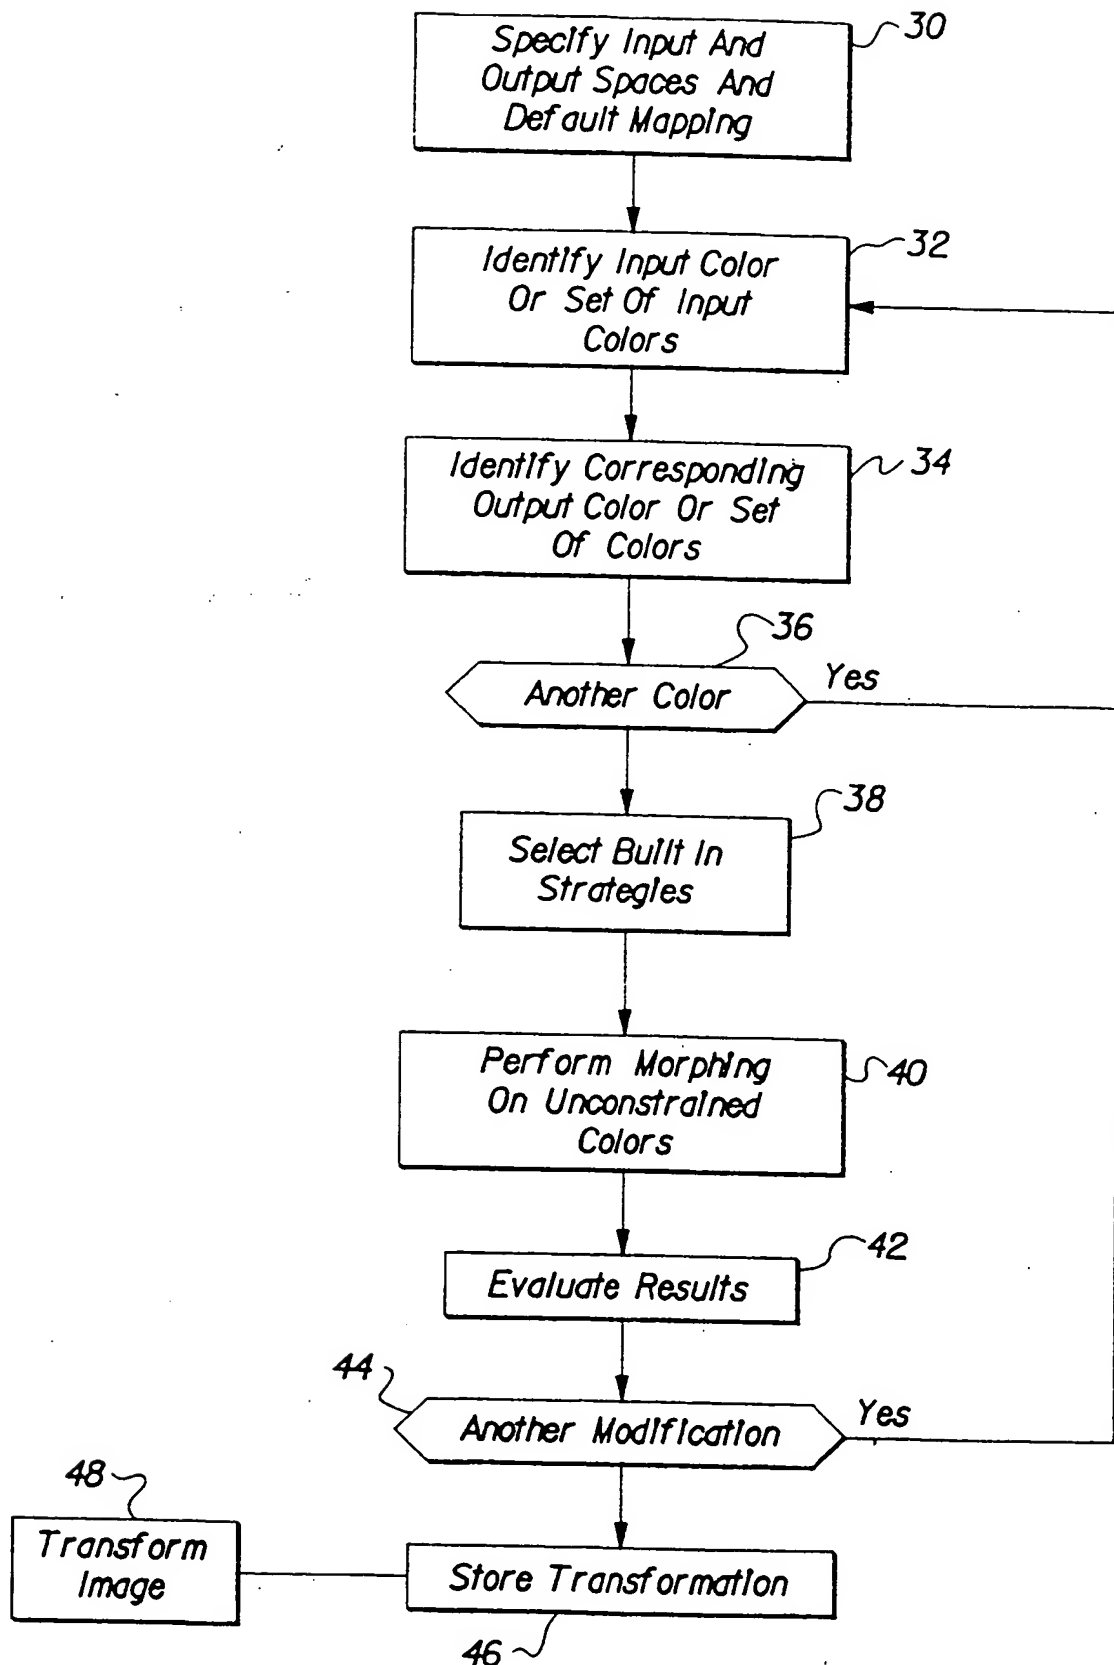 Specify Input And
Output Spaces And
Default Mapping
30
Identify Input Color
Or Set Of Input
Colors
32
Identify Corresponding
Output Color Or Set
Of Colors
34
36
Another Color
Yes
38
Select Built In
Strategies
Perform Morphing
On Unconstrained
Colors
40
42
Evaluate Results
44
Another Modification
Yes
48
Transform
Image
Store Transformation
46